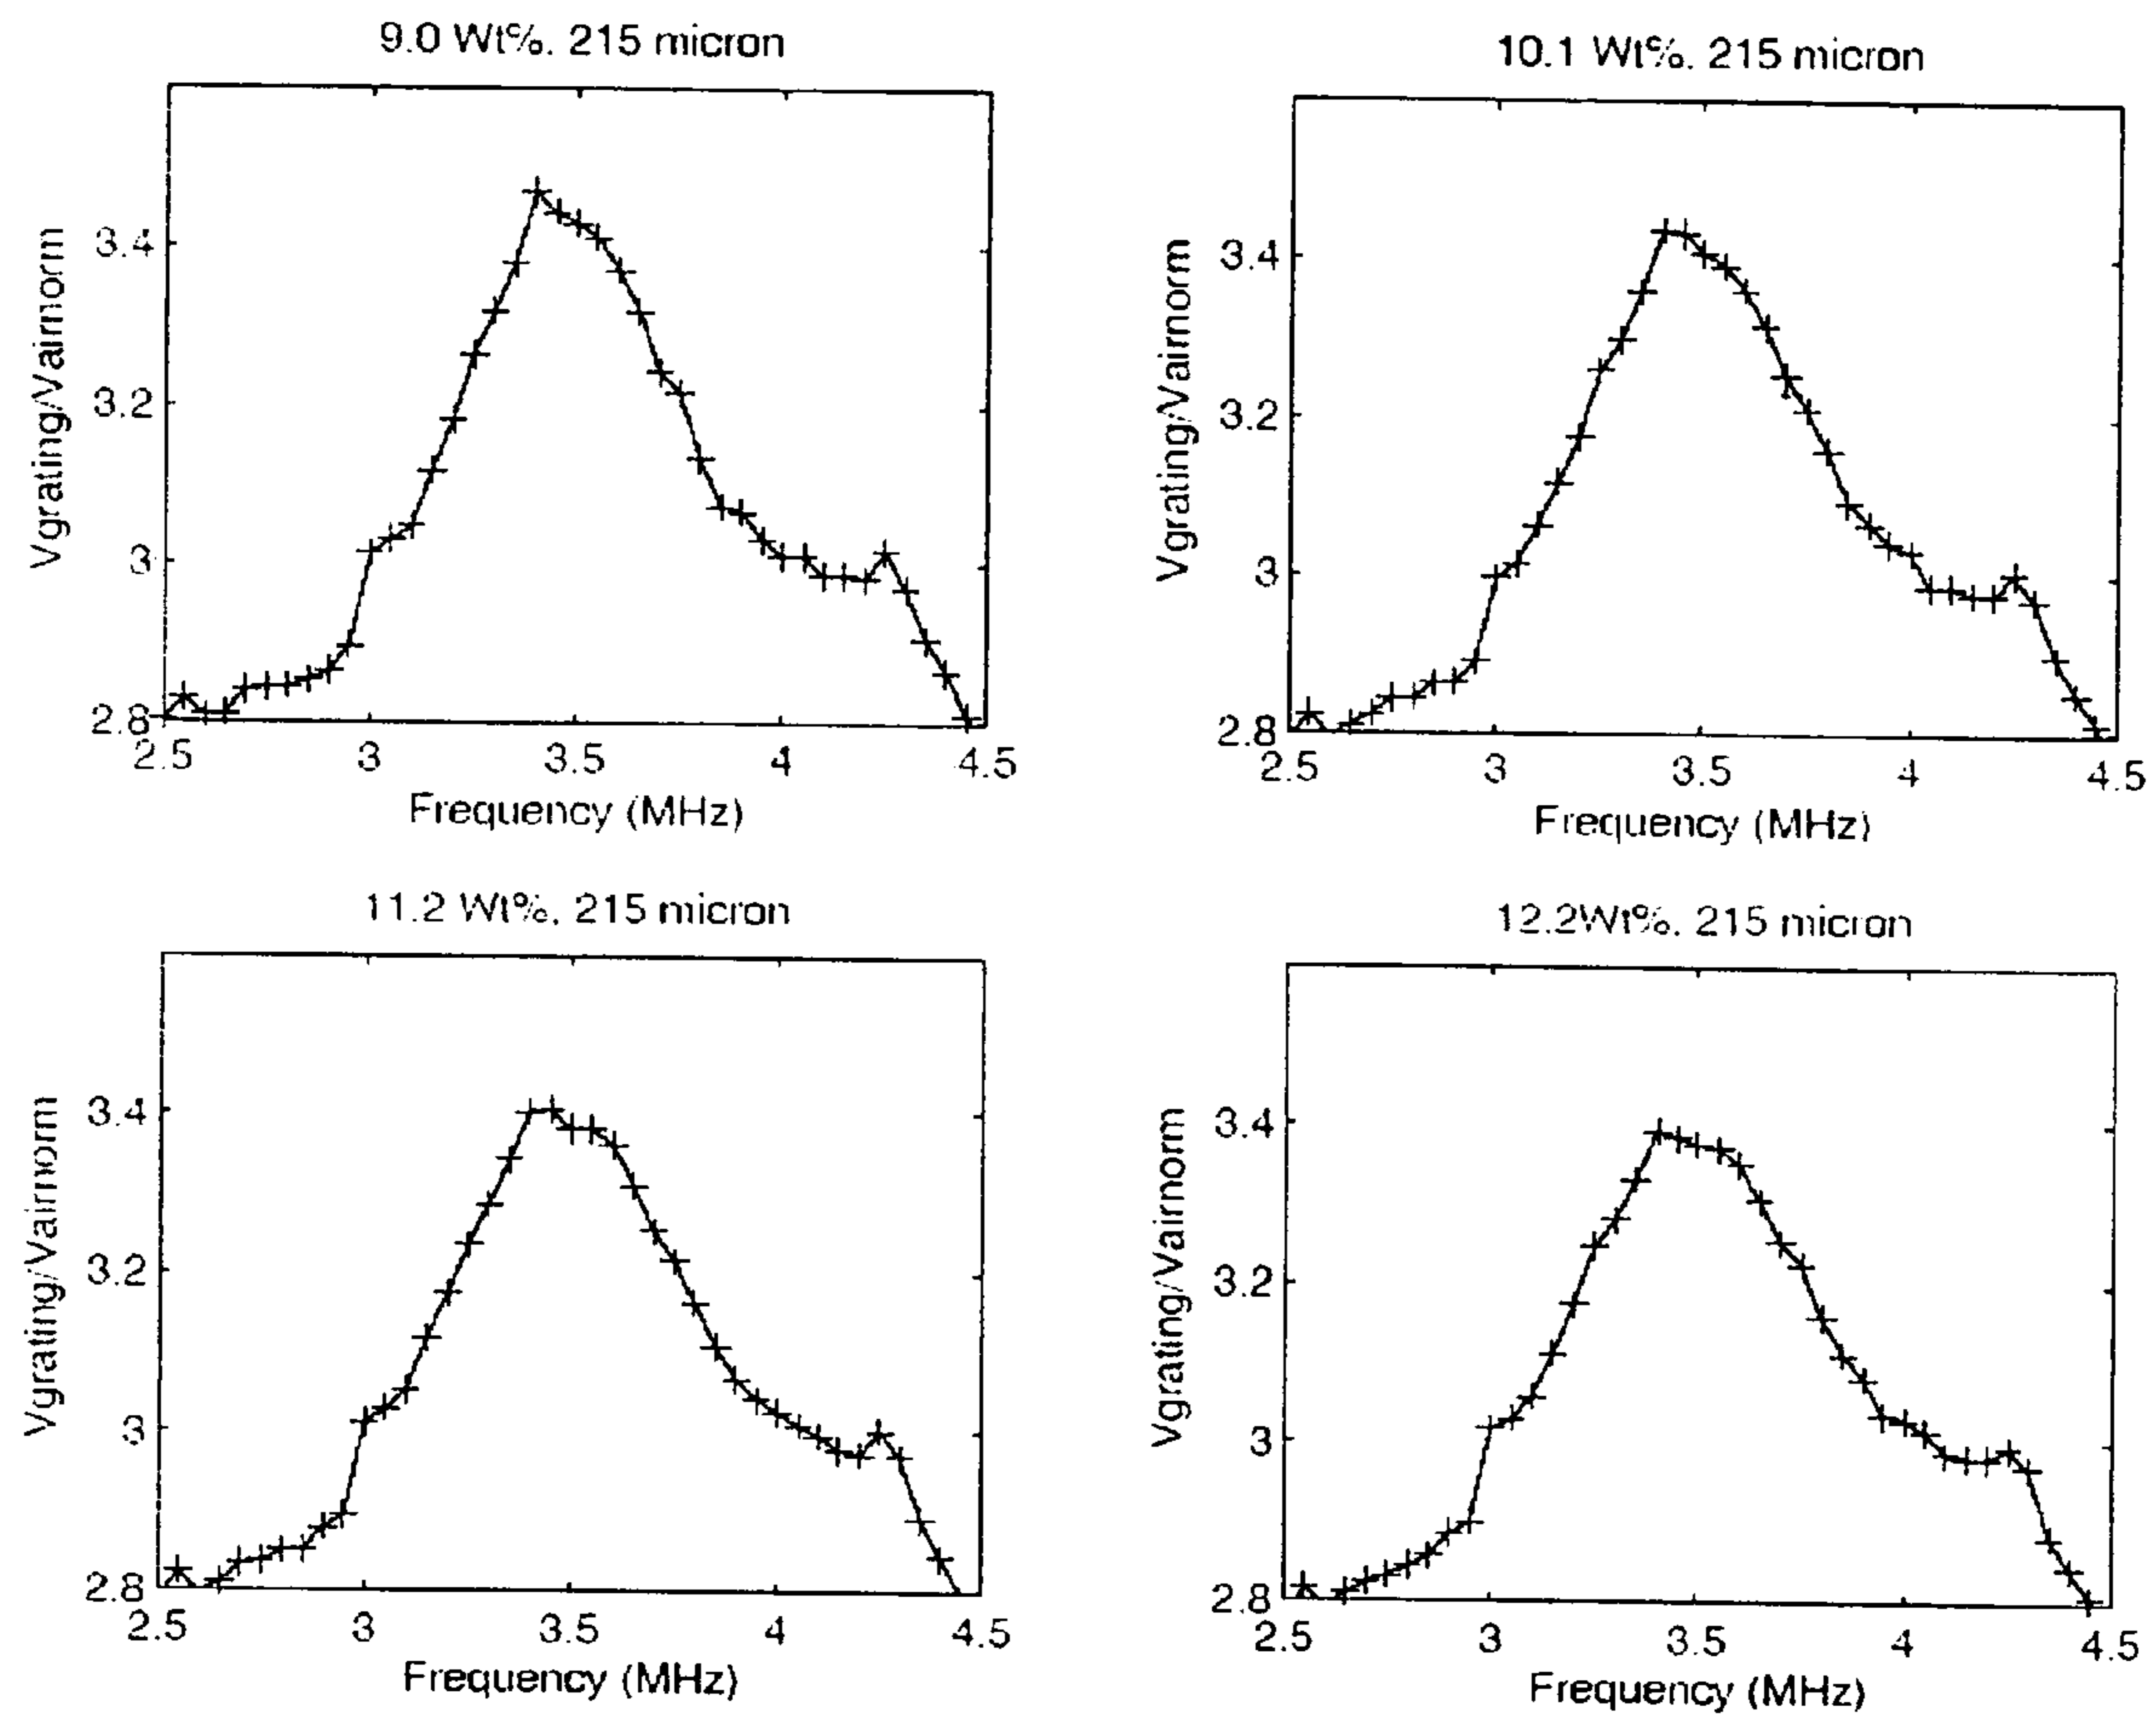 9.0 Wt%. 215 micron
Vgrating/Vairnorm
3.4
3.2
3
2.8
2.5 3 3.5 4 4.5
Frequency (MHz)
10.1 Wt%. 215 micron
Vgrating/Vairnorm
3.4
3.2
3
2.8
2.5 3 3.5 4 4.5
Frequency (MHz)
11.2 Wt%. 215 micron
Vgrating/Vairnorm
3.4
3.2
3
2.8
2.5 3 3.5 4 4.5
Frequency (MHz)
12.2Wt%. 215 micron
Vgrating/Vairnorm
3.4
3.2
3
2.8
2.5 3 3.5 4 4.5
Frequency (MHz)